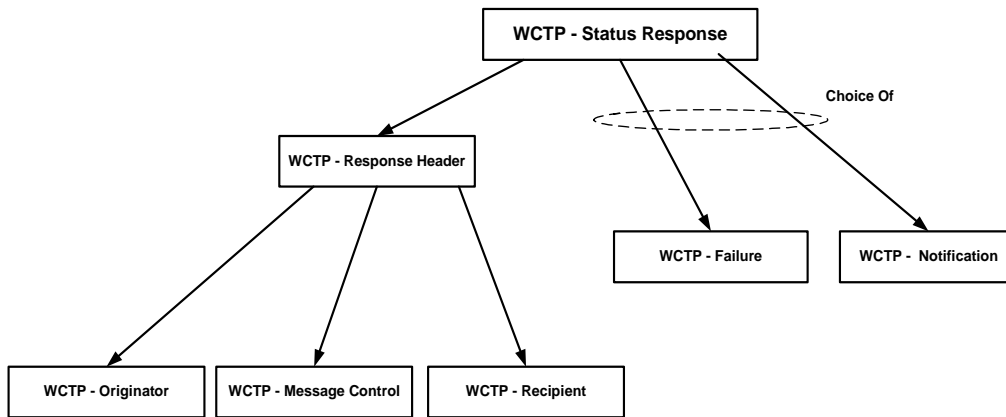 WCTP - Status Response
Choice Of
WCTP - Response Header
WCTP - Failure
WCTP - Notification
WCTP - Originator
WCTP - Message Control
WCTP - Recipient